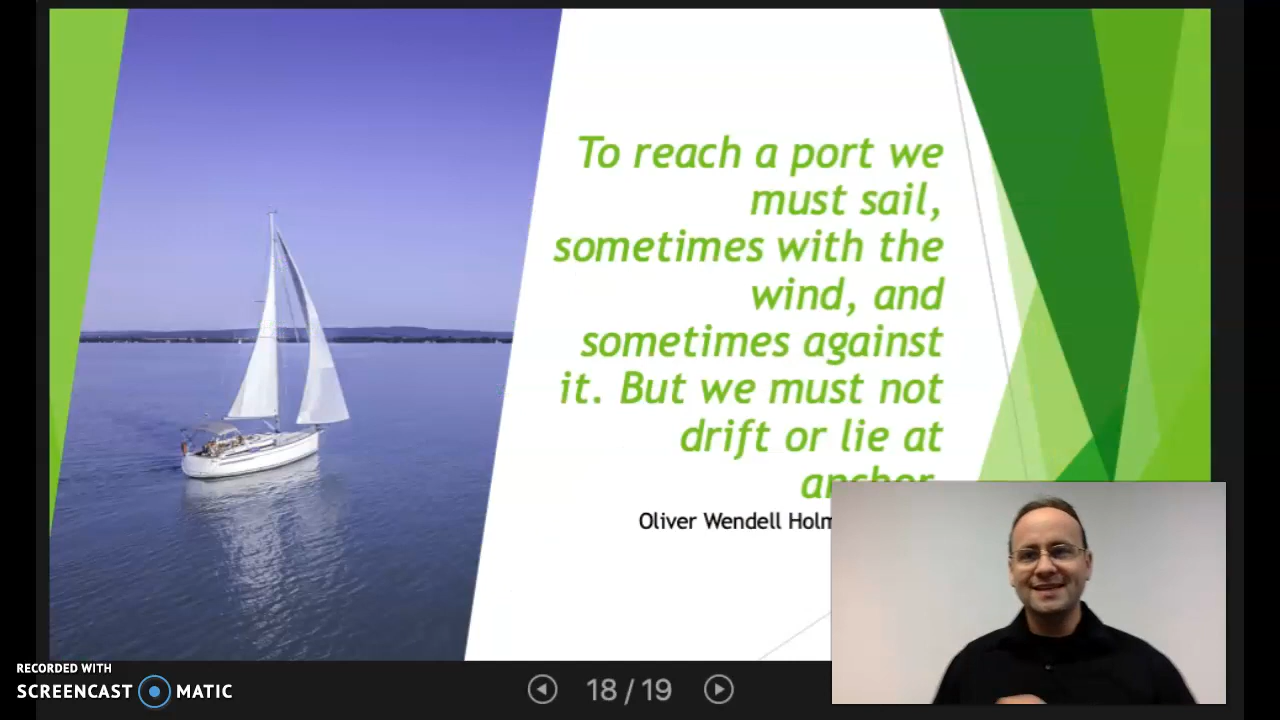 To reach a port we
must sail,
sometimes with the
wind, and
sometimes against
it. But we must not
drift or lie at
anchor.
Oliver Wendell
18 / 19
RECORDED WITH
SCREENCAST MATIC